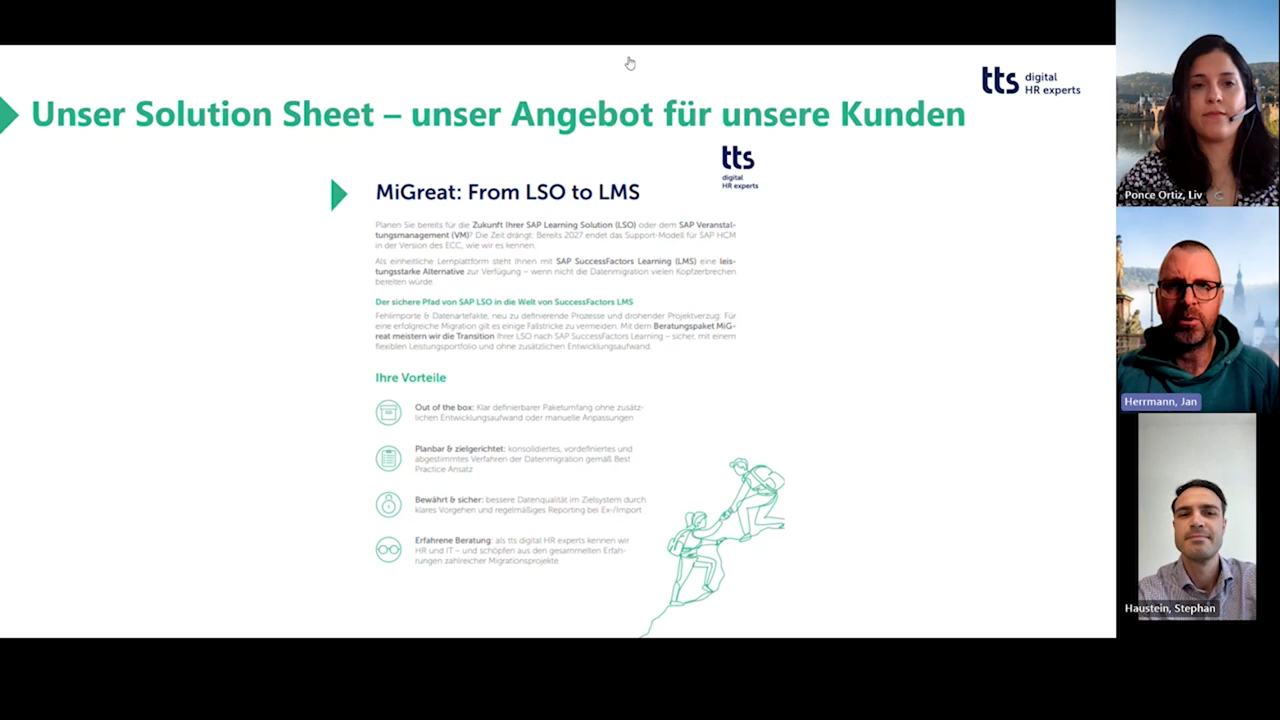 tts digital
HR experts
Unser Solution Sheet – unser Angebot für unsere Kunden
tts
digital
HR experts
MiGreat: From LSO to LMS
Planen Sie bereits für die Zukunft Ihrer SAP Learning Solution (LSO) oder dem SAP Veranstal-
tungsmanagement (VM)? Die Zeit drängt: Bereits 2027 endet das Support-Modell für SAP HCM
in der Version des ECC, wie wir es kennen.
Als einheitliche Lernplattform steht Ihnen mit SAP SuccessFactors Learning (LMS) eine leis-
tungsstarke Alternative zur Verfügung – wenn nicht die Datenmigration vielen Kopfzerbrechen
bereiten würde.
Der sichere Pfad von SAP LSO in die Welt von SuccessFactors LMS
Fehlimporte & Datenartefakte, neu zu definierende Prozesse und drohender Projektverzug: Für
eine erfolgreiche Migration gilt es einige Fallstricke zu vermeiden. Mit dem Beratungspaket MiG-
reat meistern wir die Transition Ihrer LSO nach SAP SuccessFactors Learning – sicher, mit einem
flexiblen Leistungsportfolio und ohne zusätzlichen Entwicklungsaufwand.
Ihre Vorteile
Out of the box: Klar definierbarer Paketumfang ohne zusätz-
lichen Entwicklungsaufwand oder manuelle Anpassungen
Planbar & zielgerichtet: konsolidiertes, vordefiniertes und
abgestimmtes Verfahren der Datenmigration gemäß Best
Practice Ansatz
Bewährt & sicher: bessere Datenqualität im Zielsystem durch
klares Vorgehen und regelmäßiges Reporting bei Ex-/Import
Erfahrene Beratung: als tts digital HR experts kennen wir
HR und IT – und schöpfen aus den gesammelten Erfah-
rungen zahlreicher Migrationsprojekte
Ponce Ortiz, Liv
Herrmann, Jan
Haustein, Stephan